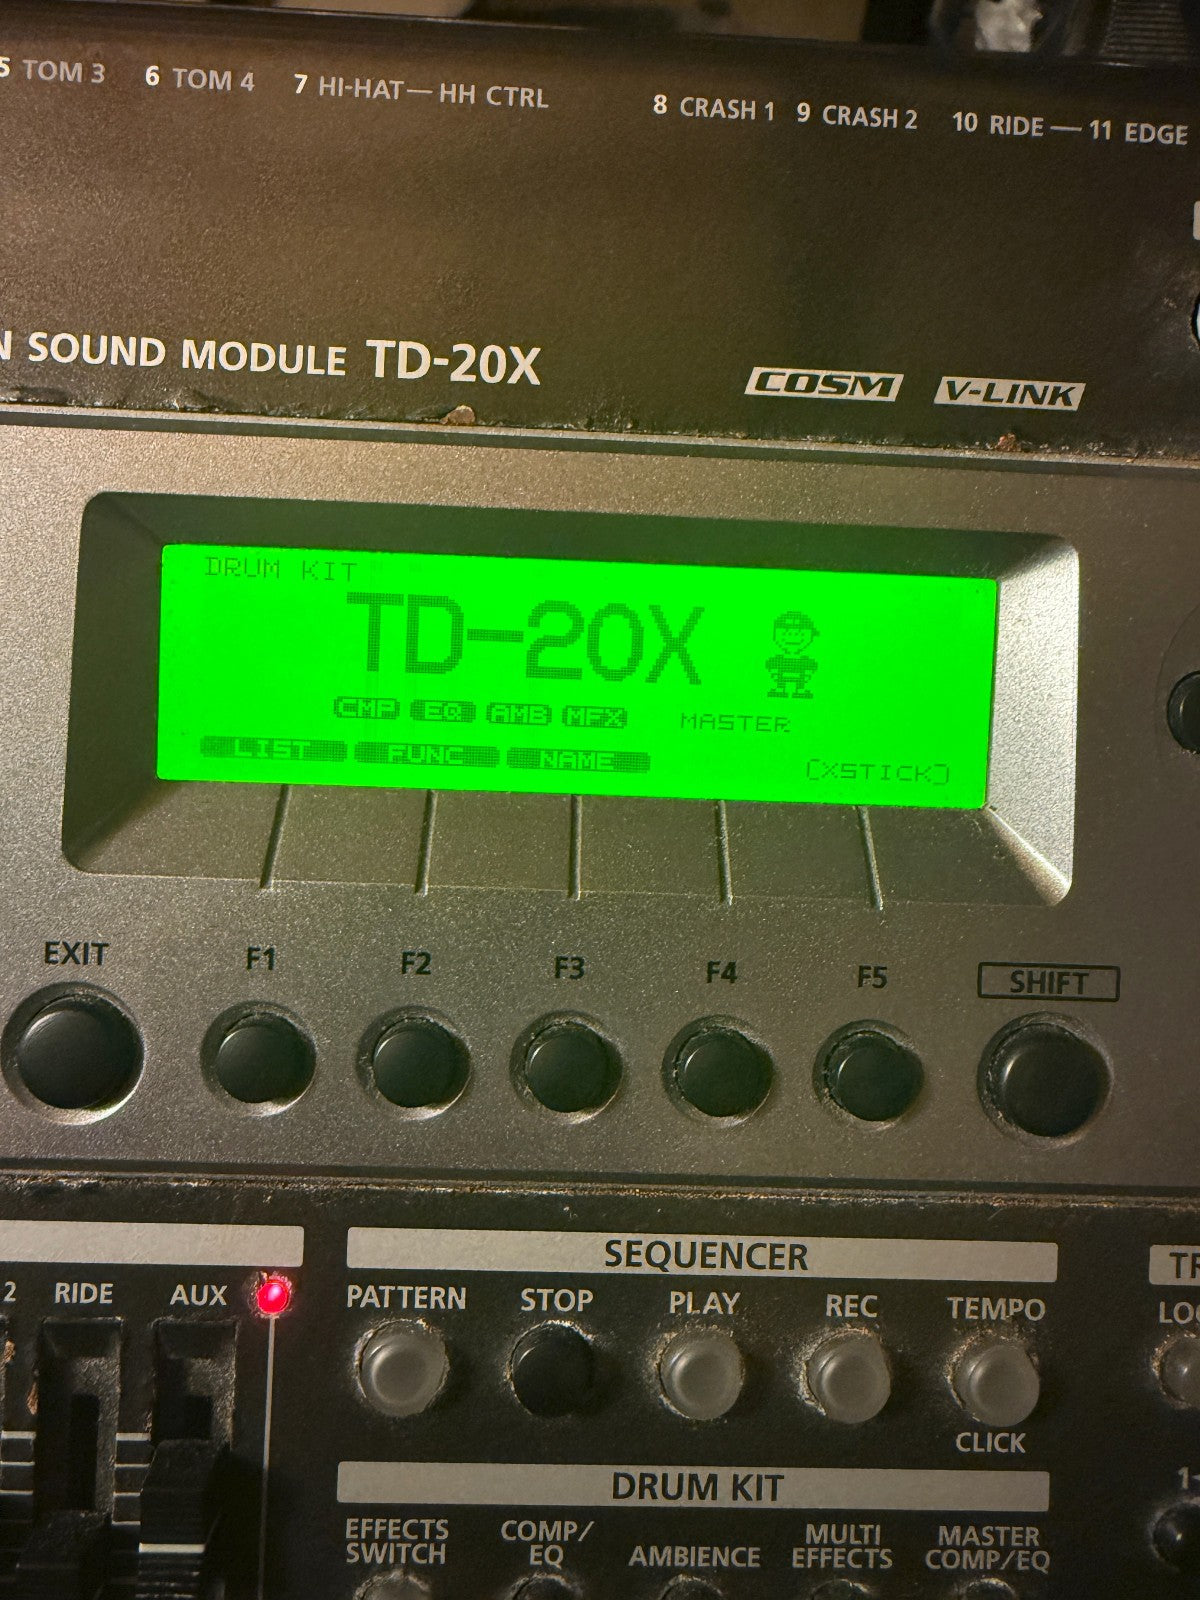 5 TOM 3 6 TOM 4 7 HI-HAT — HH CTRL 8 CRASH 1 9 CRASH 2 10 RIDE — 11 EDGE
N SOUND MODULE TD-20X
COSM V-LINK
DRUM KIT
TD-20X
CMP EQ AMB MFX MASTER
LIST FUNC NAME [XSTICK]
EXIT F1 F2 F3 F4 F5 SHIFT
SEQUENCER
2 RIDE AUX PATTERN STOP PLAY REC TEMPO
CLICK
DRUM KIT
EFFECTS SWITCH COMP/EQ AMBIENCE MULTI EFFECTS MASTER COMP/EQ